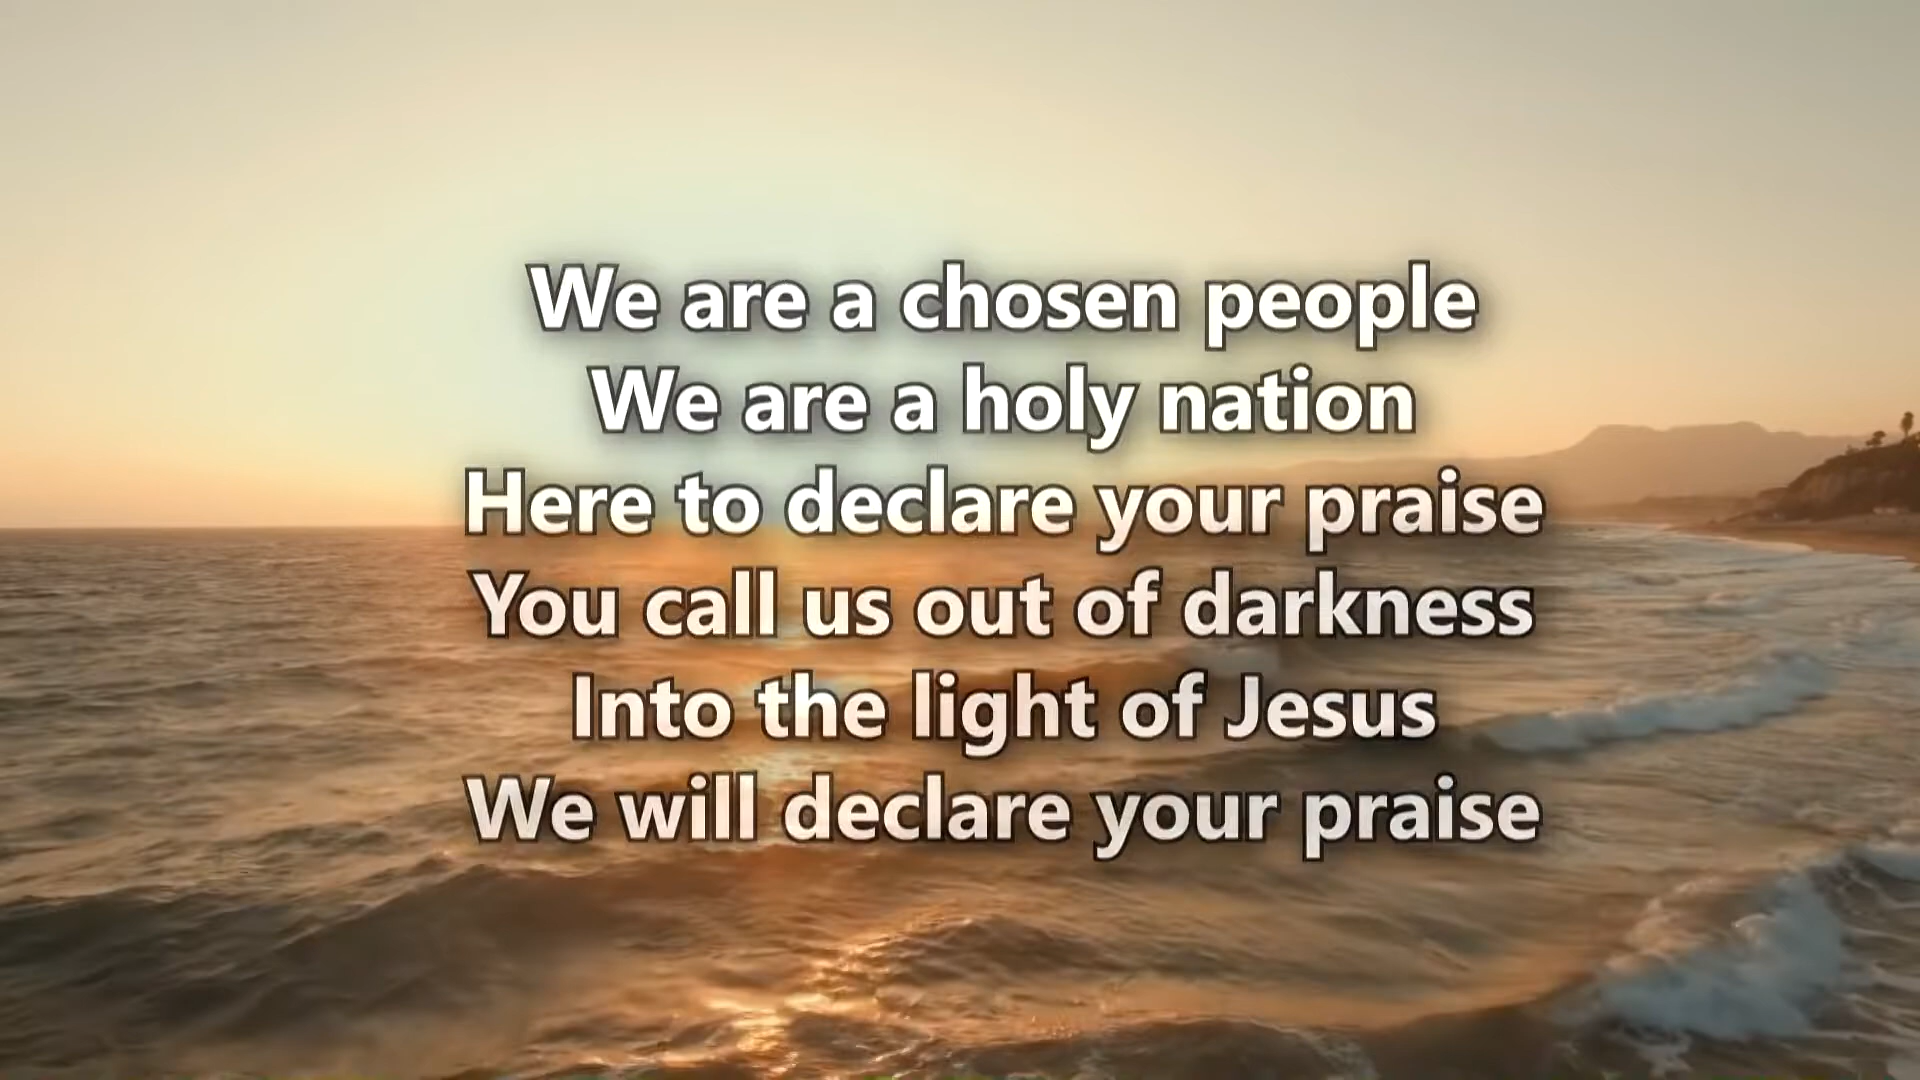 We are a chosen people
We are a holy nation
Here to declare your praise
You call us out of darkness
Into the light of Jesus
We will declare your praise